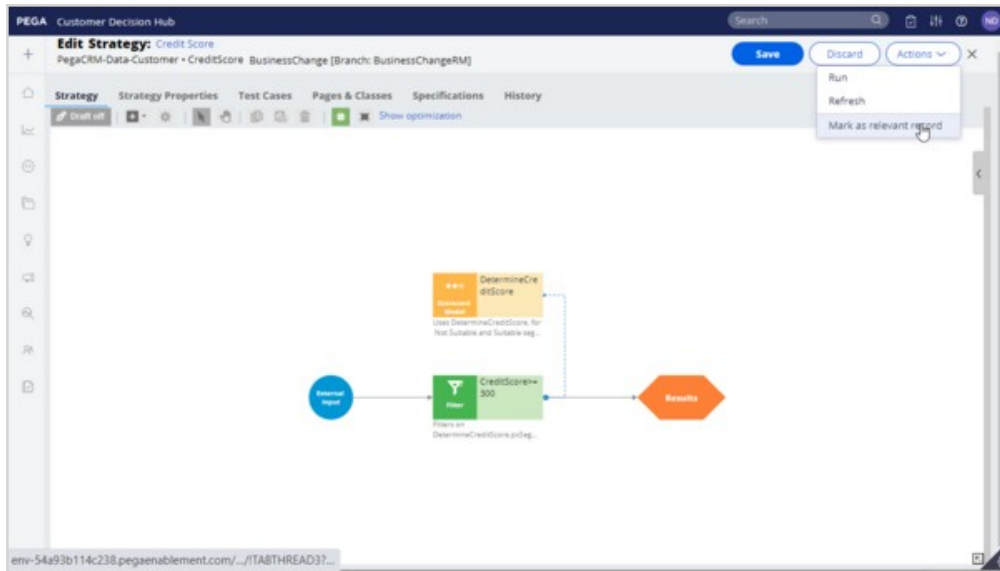 PEGA Customer Decision Hub
Search
ND
Edit Strategy: Credit Score
PegaCRM-Data-Customer • CreditScore BusinessChange [Branch: BusinessChangeRM]
Save
Discard
Actions
Run
Refresh
Mark as relevant record
Strategy Strategy Properties Test Cases Pages & Classes Specifications History
Draft off
Show optimization
DetermineCre
ditScore
Scorecard
Model
Uses DetermineCreditScore, for
Not Suitable and Suitable seg...
External
Input
CreditScore>=
300
Filter
Filters on
DetermineCreditScore.pxSeg...
Results
env-54a93b114c238.pegaenablement.com/.../!TABTHREAD3?...